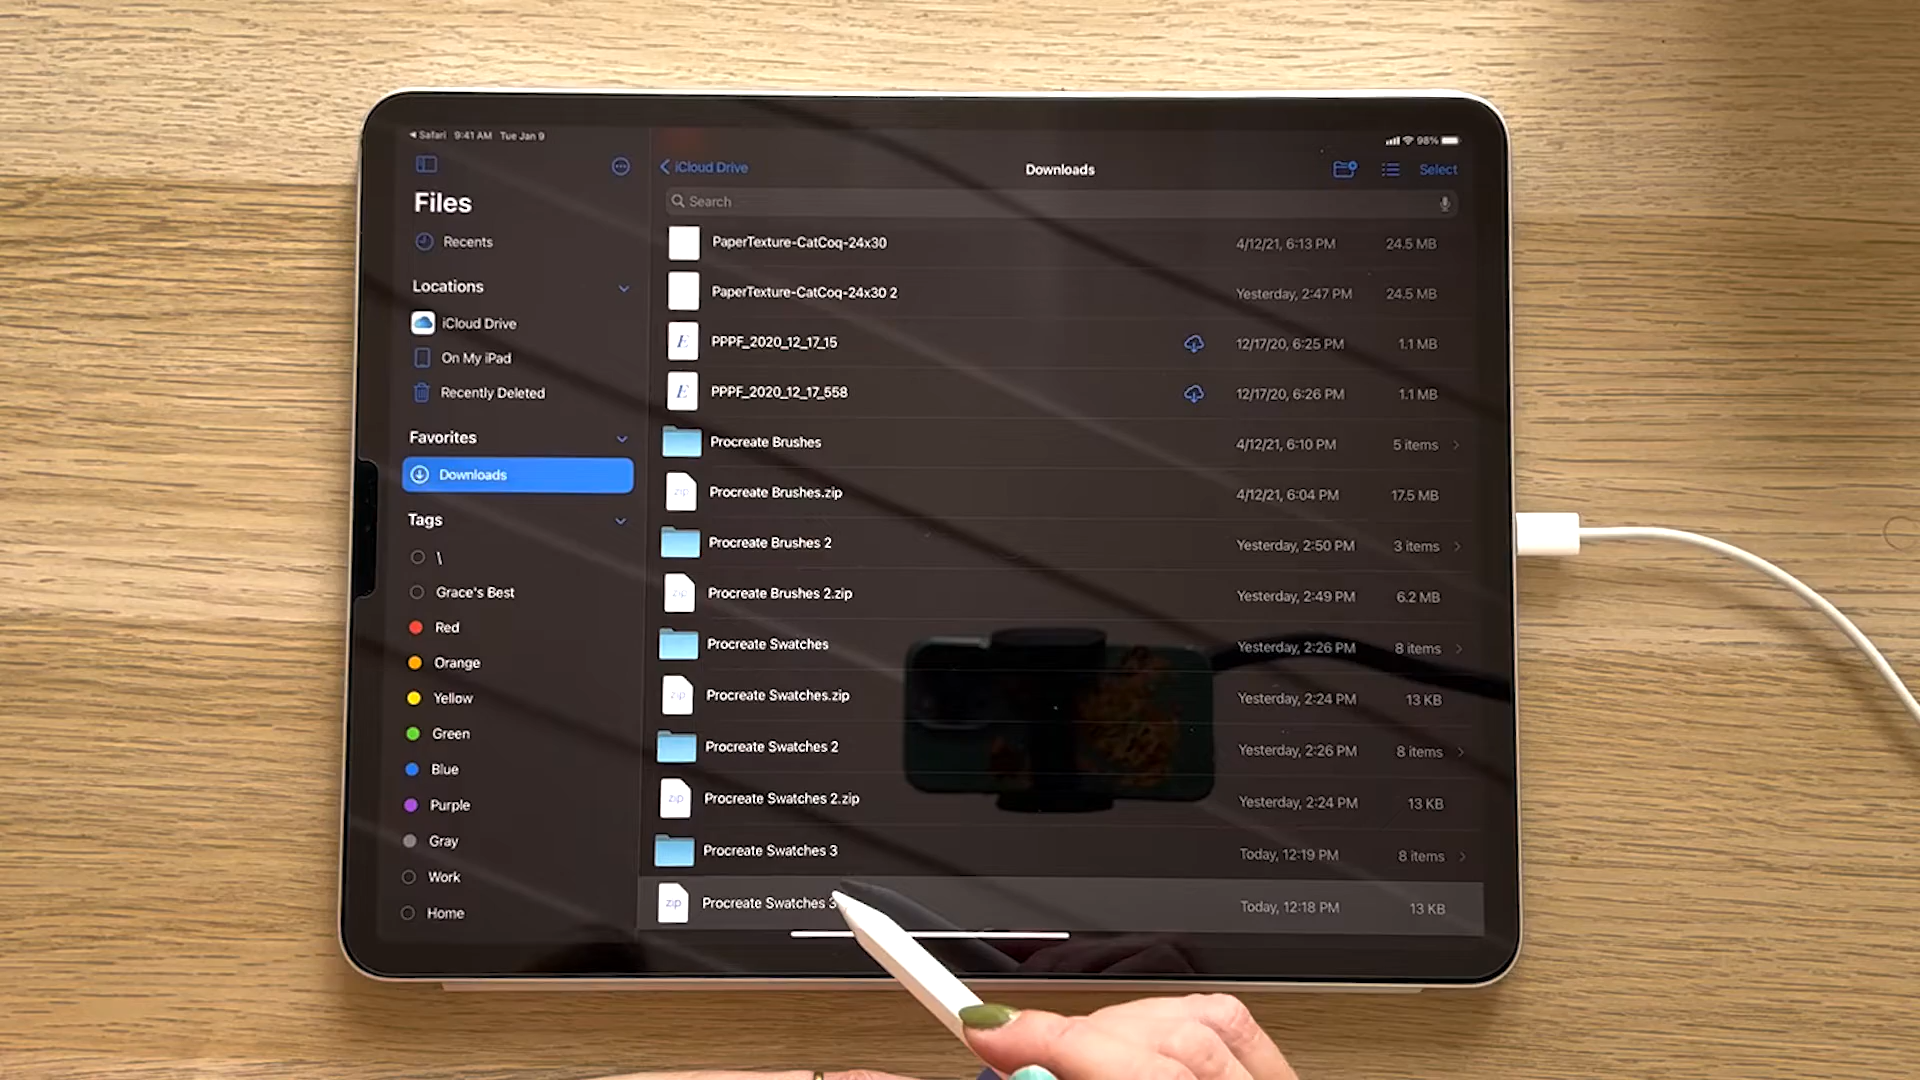 Safari 9:41 AM Tue Jan 9
98%
Files
Recents
Locations
iCloud Drive
On My iPad
Recently Deleted
Favorites
Downloads
Tags
\
Grace's Best
Red
Orange
Yellow
Green
Blue
Purple
Gray
Work
Home
iCloud Drive
Downloads
Select
Search
PaperTexture-CatCoq-24x30 4/12/21, 6:13 PM 24.5 MB
PaperTexture-CatCoq-24x30 2 Yesterday, 2:47 PM 24.5 MB
E PPPF_2020_12_17_15 12/17/20, 6:25 PM 1.1 MB
E PPPF_2020_12_17_558 12/17/20, 6:26 PM 1.1 MB
Procreate Brushes 4/12/21, 6:10 PM 5 items
zip Procreate Brushes.zip 4/12/21, 6:04 PM 17.5 MB
Procreate Brushes 2 Yesterday, 2:50 PM 3 items
zip Procreate Brushes 2.zip Yesterday, 2:49 PM 6.2 MB
Procreate Swatches Yesterday, 2:26 PM 8 items
zip Procreate Swatches.zip Yesterday, 2:24 PM 13 KB
Procreate Swatches 2 Yesterday, 2:26 PM 8 items
zip Procreate Swatches 2.zip Yesterday, 2:24 PM 13 KB
Procreate Swatches 3 Today, 12:19 PM 8 items
zip Procreate Swatches 3 Today, 12:18 PM 13 KB